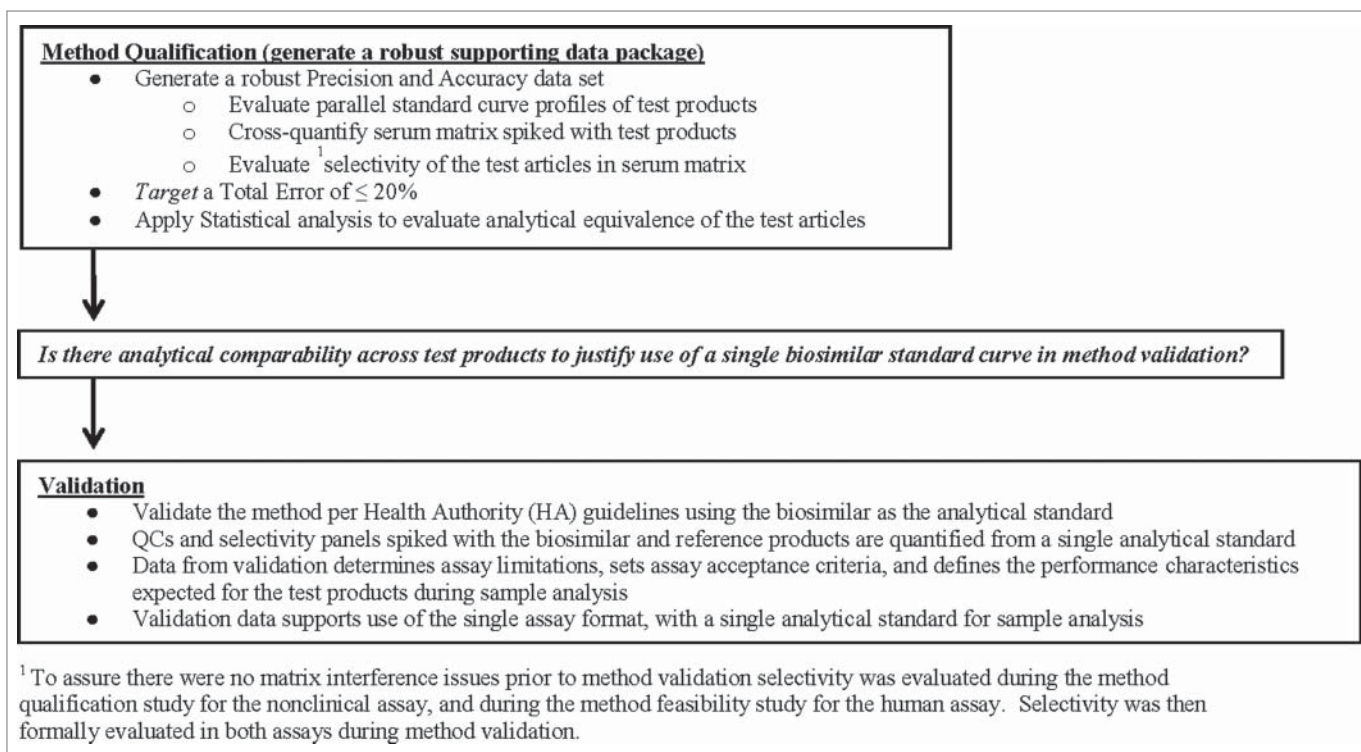 Method Qualification (generate a robust supporting data package)
● Generate a robust Precision and Accuracy data set
o Evaluate parallel standard curve profiles of test products
o Cross-quantify serum matrix spiked with test products
o Evaluate ¹selectivity of the test articles in serum matrix
● Target a Total Error of ≤ 20%
● Apply Statistical analysis to evaluate analytical equivalence of the test articles
Is there analytical comparability across test products to justify use of a single biosimilar standard curve in method validation?
Validation
● Validate the method per Health Authority (HA) guidelines using the biosimilar as the analytical standard
● QCs and selectivity panels spiked with the biosimilar and reference products are quantified from a single analytical standard
● Data from validation determines assay limitations, sets assay acceptance criteria, and defines the performance characteristics
expected for the test products during sample analysis
● Validation data supports use of the single assay format, with a single analytical standard for sample analysis
¹ To assure there were no matrix interference issues prior to method validation selectivity was evaluated during the method
qualification study for the nonclinical assay, and during the method feasibility study for the human assay. Selectivity was then
formally evaluated in both assays during method validation.